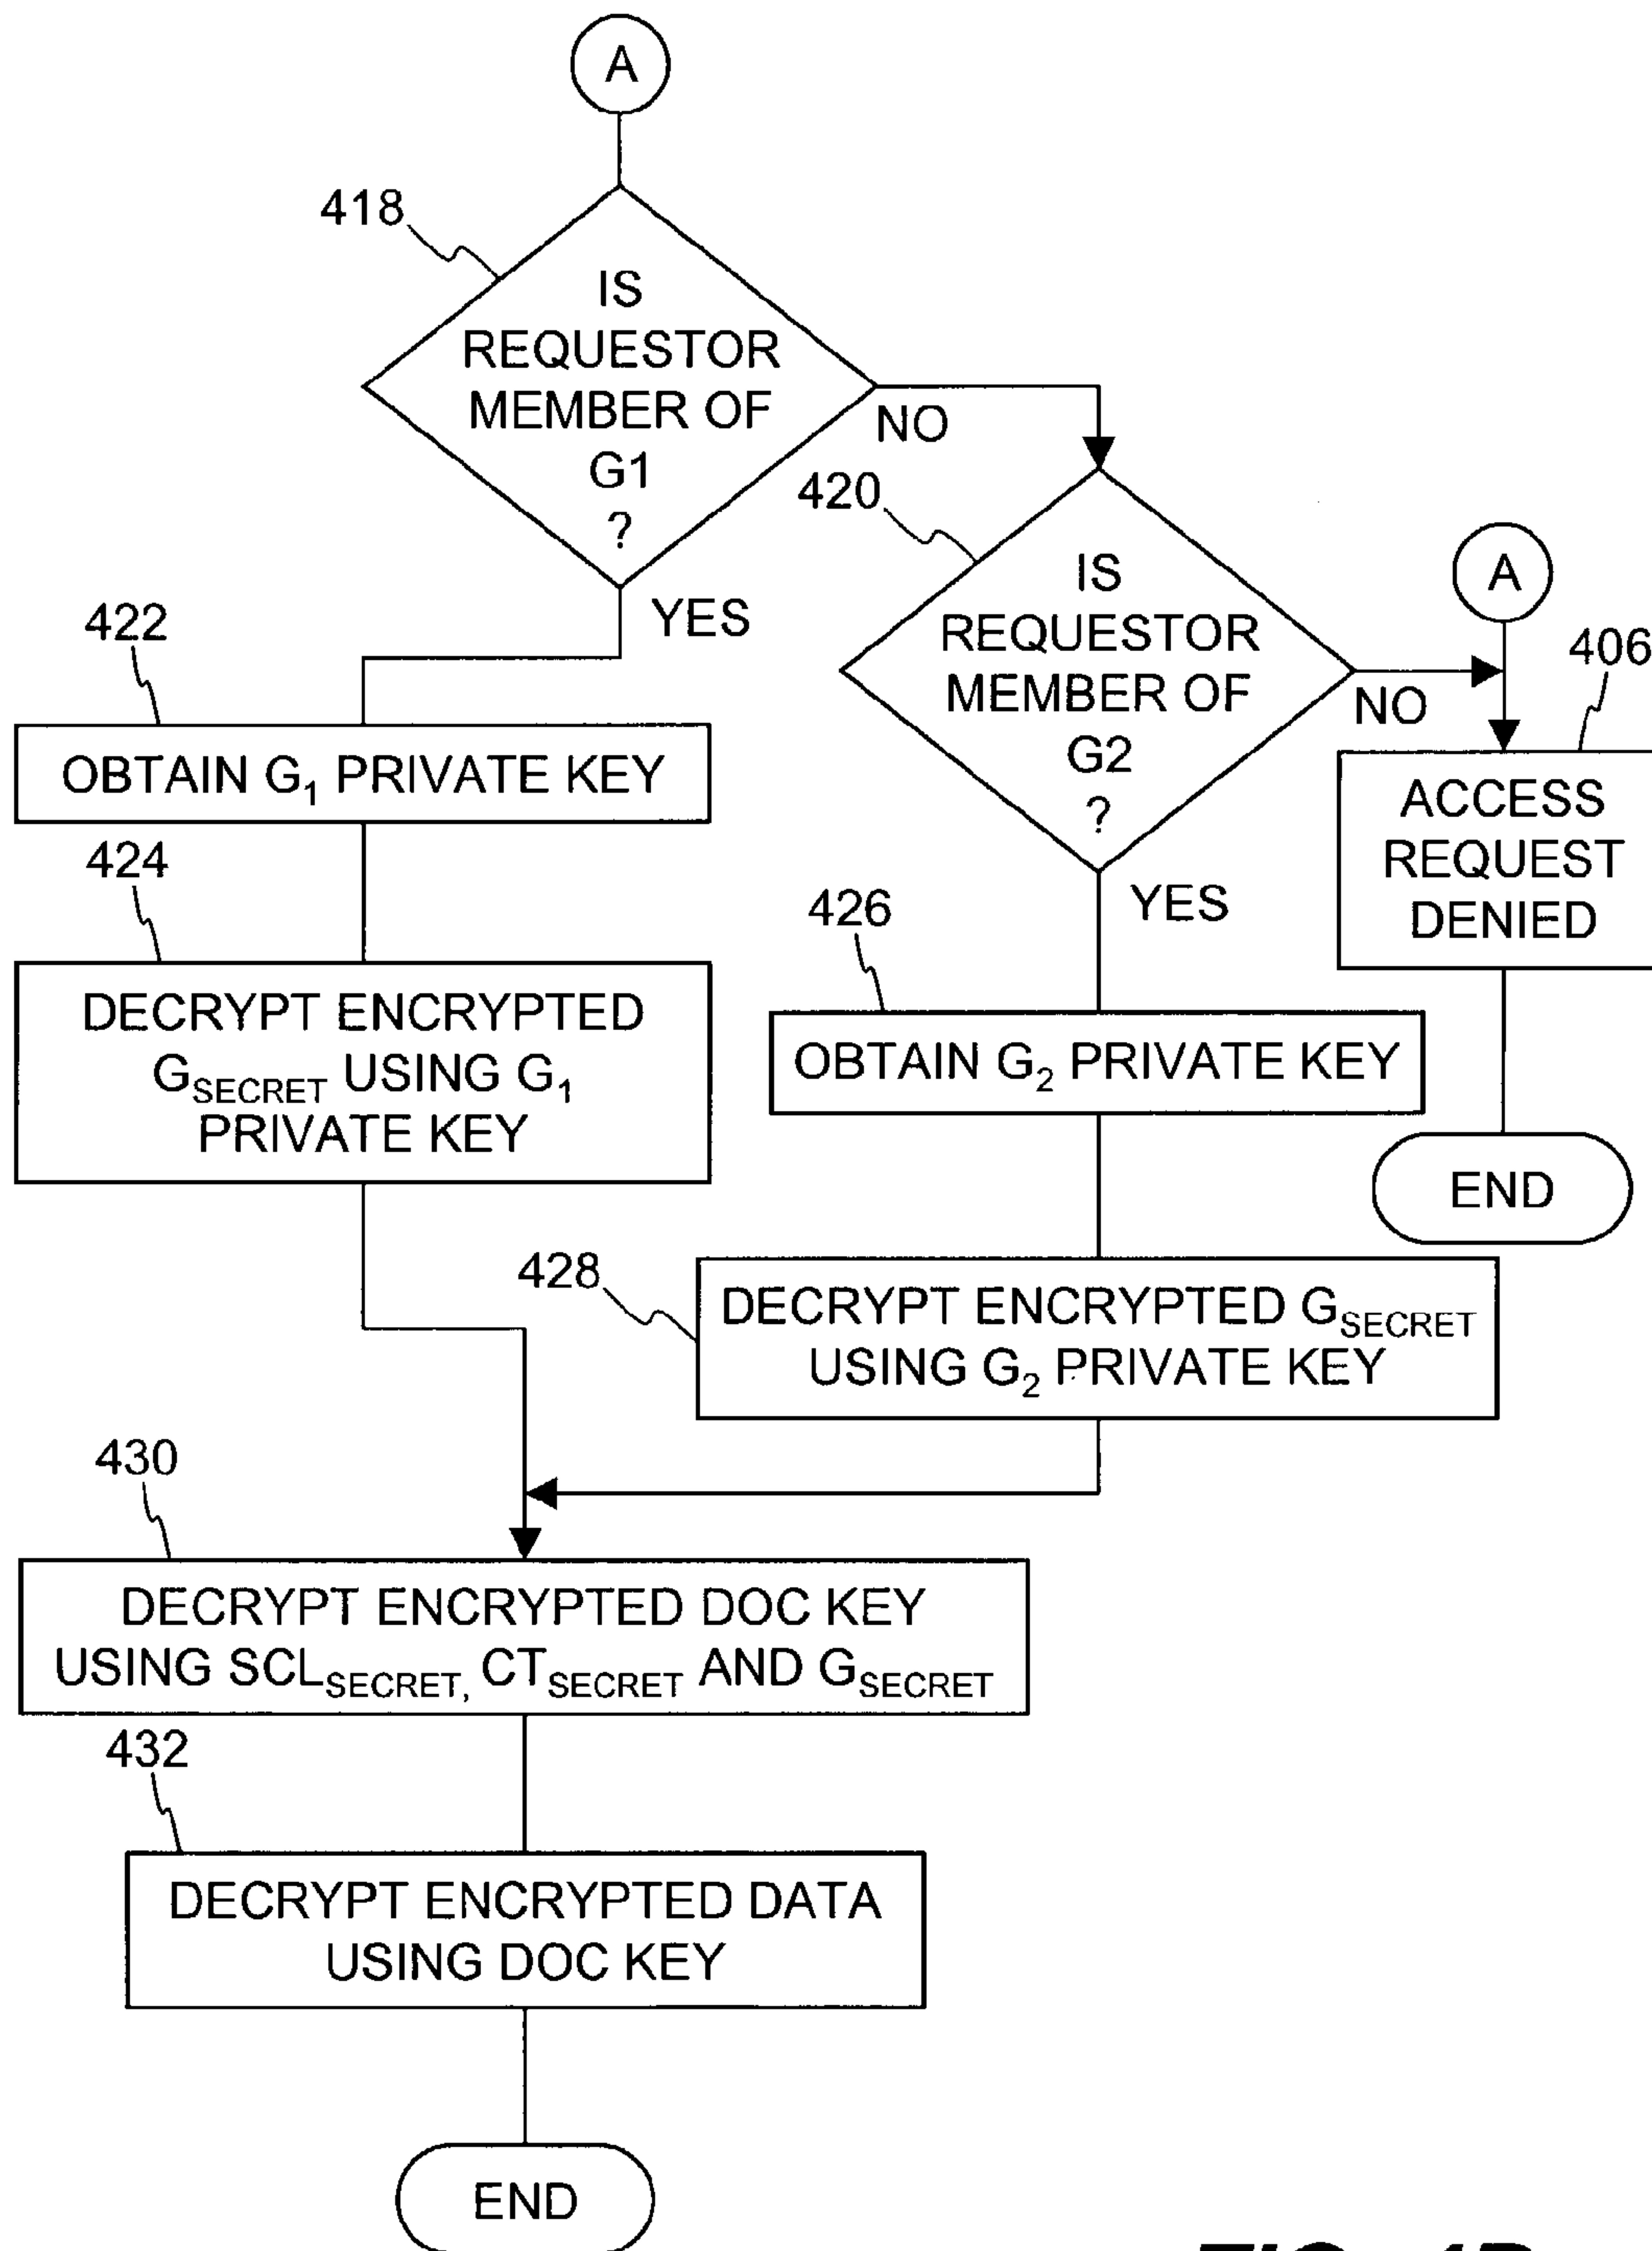 A
418
IS
REQUESTOR
MEMBER OF
G1
?
NO
YES
420
IS
REQUESTOR
MEMBER OF
G2
?
NO
YES
A
406
ACCESS
REQUEST
DENIED
END
422
OBTAIN G1 PRIVATE KEY
424
DECRYPT ENCRYPTED
GSECRET USING G1
PRIVATE KEY
426
OBTAIN G2 PRIVATE KEY
428
DECRYPT ENCRYPTED GSECRET
USING G2 PRIVATE KEY
430
DECRYPT ENCRYPTED DOC KEY
USING SCLSECRET, CTSECRET AND GSECRET
432
DECRYPT ENCRYPTED DATA
USING DOC KEY
END